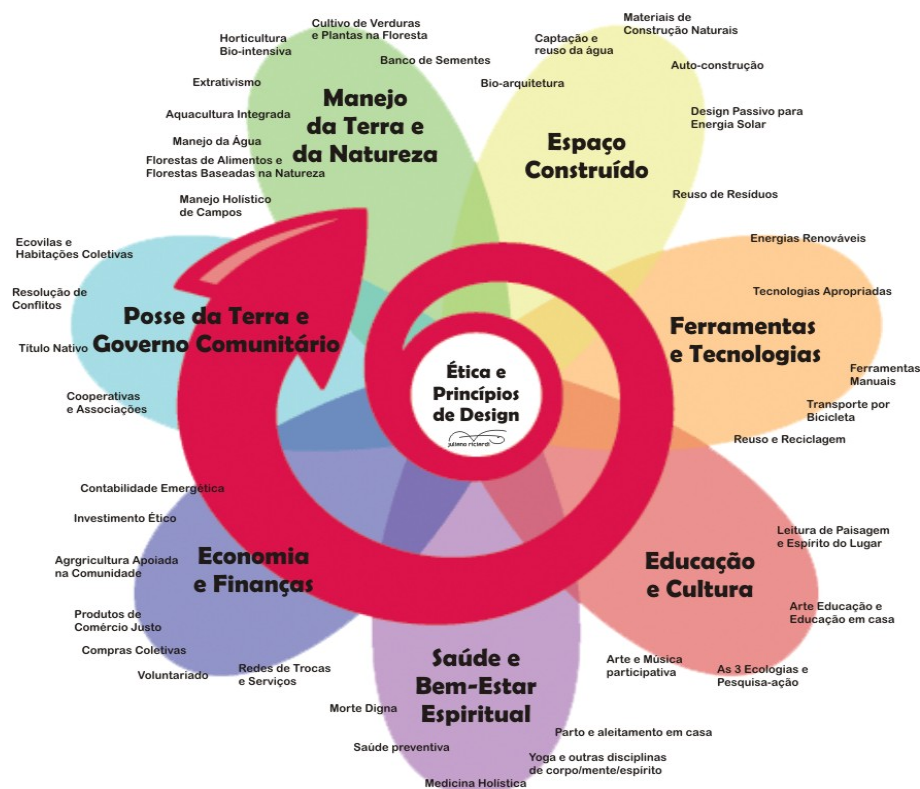 Cultivo de Verduras
e Plantas na Floresta
Horticultura
Bio-intensiva
Banco de Sementes
Extrativismo
Aquacultura Integrada
Manejo da Água
Florestas de Alimentos e
Florestas Baseadas na Natureza
Manejo Holístico
de Campos
Manejo
da Terra e
da Natureza
Materiais de
Construção Naturais
Captação e
reuso da água
Auto-construção
Bio-arquitetura
Design Passivo para
Energia Solar
Reuso de Resíduos
Espaço
Construído
Energias Renováveis
Tecnologias Apropriadas
Ferramentas
Manuais
Transporte por
Bicicleta
Reuso e Reciclagem
Ferramentas
e Tecnologias
Leitura de Paisagem
e Espírito do Lugar
Arte Educação e
Educação em casa
As 3 Ecologias e
Pesquisa-ação
Arte e Música
participativa
Educação
e Cultura
Saúde e
Bem-Estar
Espiritual
Parto e aleitamento em casa
Yoga e outras disciplinas
de corpo/mente/espírito
Medicina Holística
Saúde preventiva
Morte Digna
Economia
e Finanças
Contabilidade Emergética
Investimento Ético
Agrgricultura Apoiada
na Comunidade
Produtos de
Comércio Justo
Compras Coletivas
Voluntariado
Redes de Trocas
e Serviços
Posse da Terra e
Governo Comunitário
Ecovilas e
Habitações Coletivas
Resolução de
Conflitos
Título Nativo
Cooperativas
e Associações
Ética e
Princípios
de Design
juliano riciardi